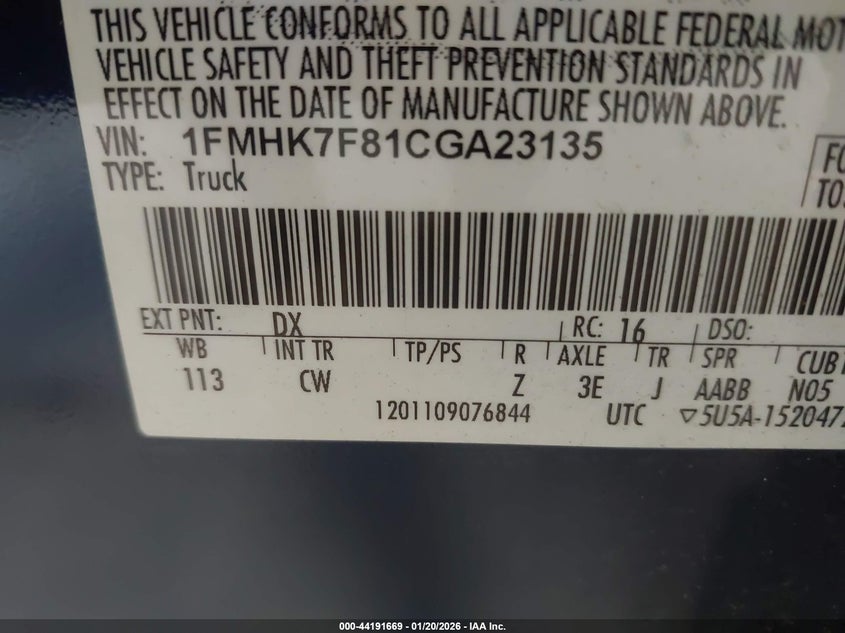 THIS VEHICLE CONFORMS TO ALL APPLICABLE FEDERAL MOT
VEHICLE SAFETY AND THEFT PREVENTION STANDARDS IN
EFFECT ON THE DATE OF MANUFACTURE SHOWN ABOVE.
VIN: 1FMHK7F81CGA23135
TYPE: Truck
EXT PNT: DX RC: 16 DSO:
WB INT TR TP/PS R AXLE TR SPR
113 CW Z 3E J AABB N05
1201109076844 UTC ▽5U5A-152047
000-44191669 - 01/20/2026 - IAA Inc.